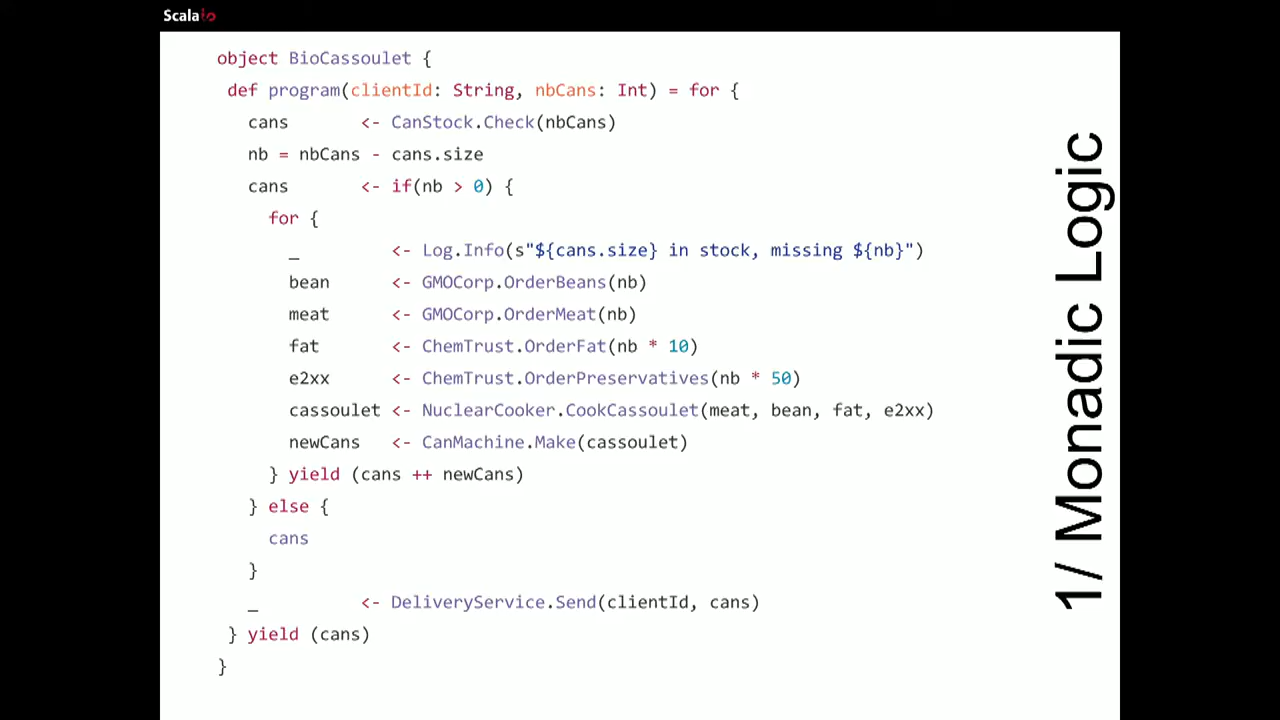 Scalaio
object BioCassoulet {
def program(clientId: String, nbCans: Int) = for {
cans <- CanStock.Check(nbCans)
nb = nbCans - cans.size
cans <- if(nb > 0) {
for {
_ <- Log.Info(s"${cans.size} in stock, missing ${nb}")
bean <- GMOCorp.OrderBeans(nb)
meat <- GMOCorp.OrderMeat(nb)
fat <- ChemTrust.OrderFat(nb * 10)
e2xx <- ChemTrust.OrderPreservatives(nb * 50)
cassoulet <- NuclearCooker.CookCassoulet(meat, bean, fat, e2xx)
newCans <- CanMachine.Make(cassoulet)
} yield (cans ++ newCans)
} else {
cans
}
_ <- DeliveryService.Send(clientId, cans)
} yield (cans)
}
1/ Monadic Logic